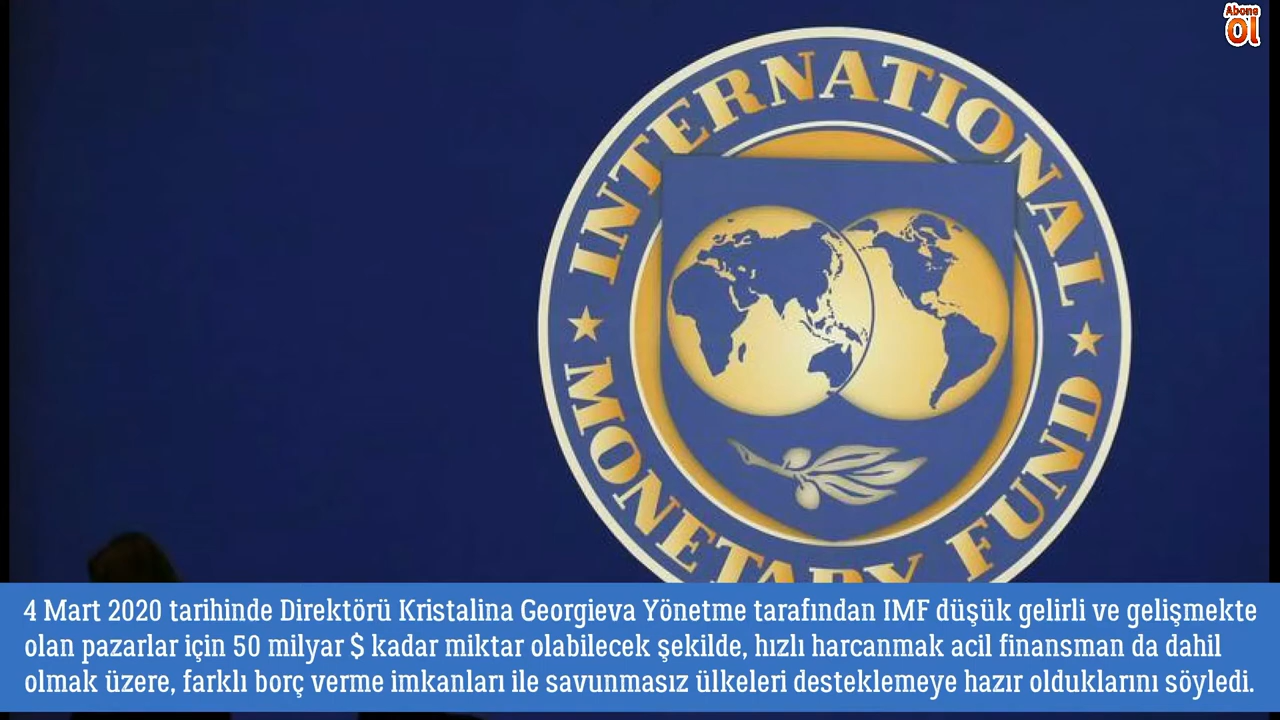 Abone
Ol
INTERNATIONAL
MONETARY FUND
4 Mart 2020 tarihinde Direktörü Kristalina Georgieva Yönetme tarafından IMF düşük gelirli ve gelişmekte
olan pazarlar için 50 milyar $ kadar miktar olabilecek şekilde, hızlı harcanmak acil finansman da dahil
olmak üzere, farklı borç verme imkanları ile savunmasız ülkeleri desteklemeye hazır olduklarını söyledi.